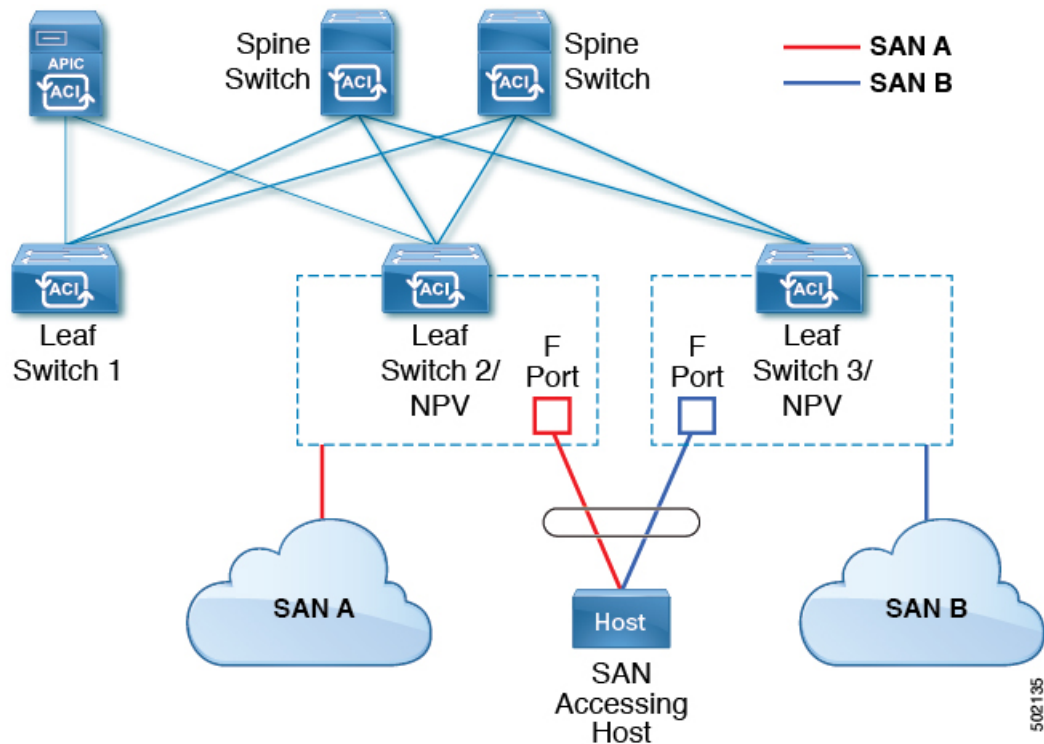 APIC
ACI
Spine
Switch
ACI
Spine
Switch
ACI
SAN A
SAN B
ACI
Leaf
Switch 1
ACI
Leaf
Switch 2/
NPV
F
Port
F
Port
ACI
Leaf
Switch 3/
NPV
SAN A
Host
SAN
Accessing
Host
SAN B
502135